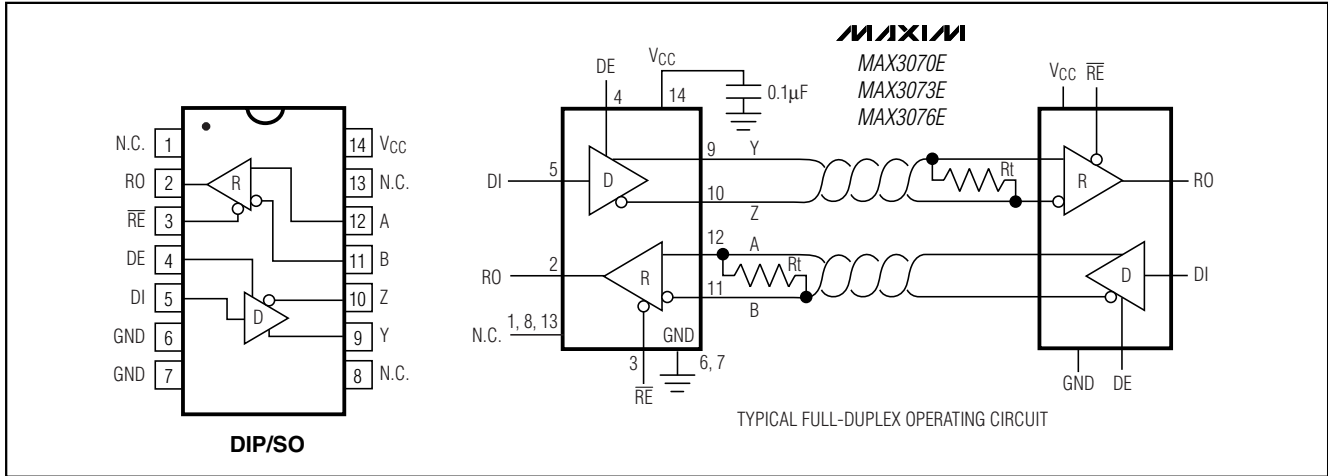 MAXIM
MAX3070E
MAX3073E
MAX3076E
N.C. 1
RO 2
R̅E̅ 3
DE 4
DI 5
GND 6
GND 7
14 VCC
13 N.C.
12 A
11 B
10 Z
9 Y
8 N.C.
R
D
DIP/SO
DE
4
VCC
14
0.1µF
DI 5
D
9 Y
10
Z
Rt
RO 2
R
12 A
Rt
11
B
N.C. 1, 8, 13
3
R̅E̅
GND
6, 7
VCC R̅E̅
R
RO
D
DI
GND DE
TYPICAL FULL-DUPLEX OPERATING CIRCUIT